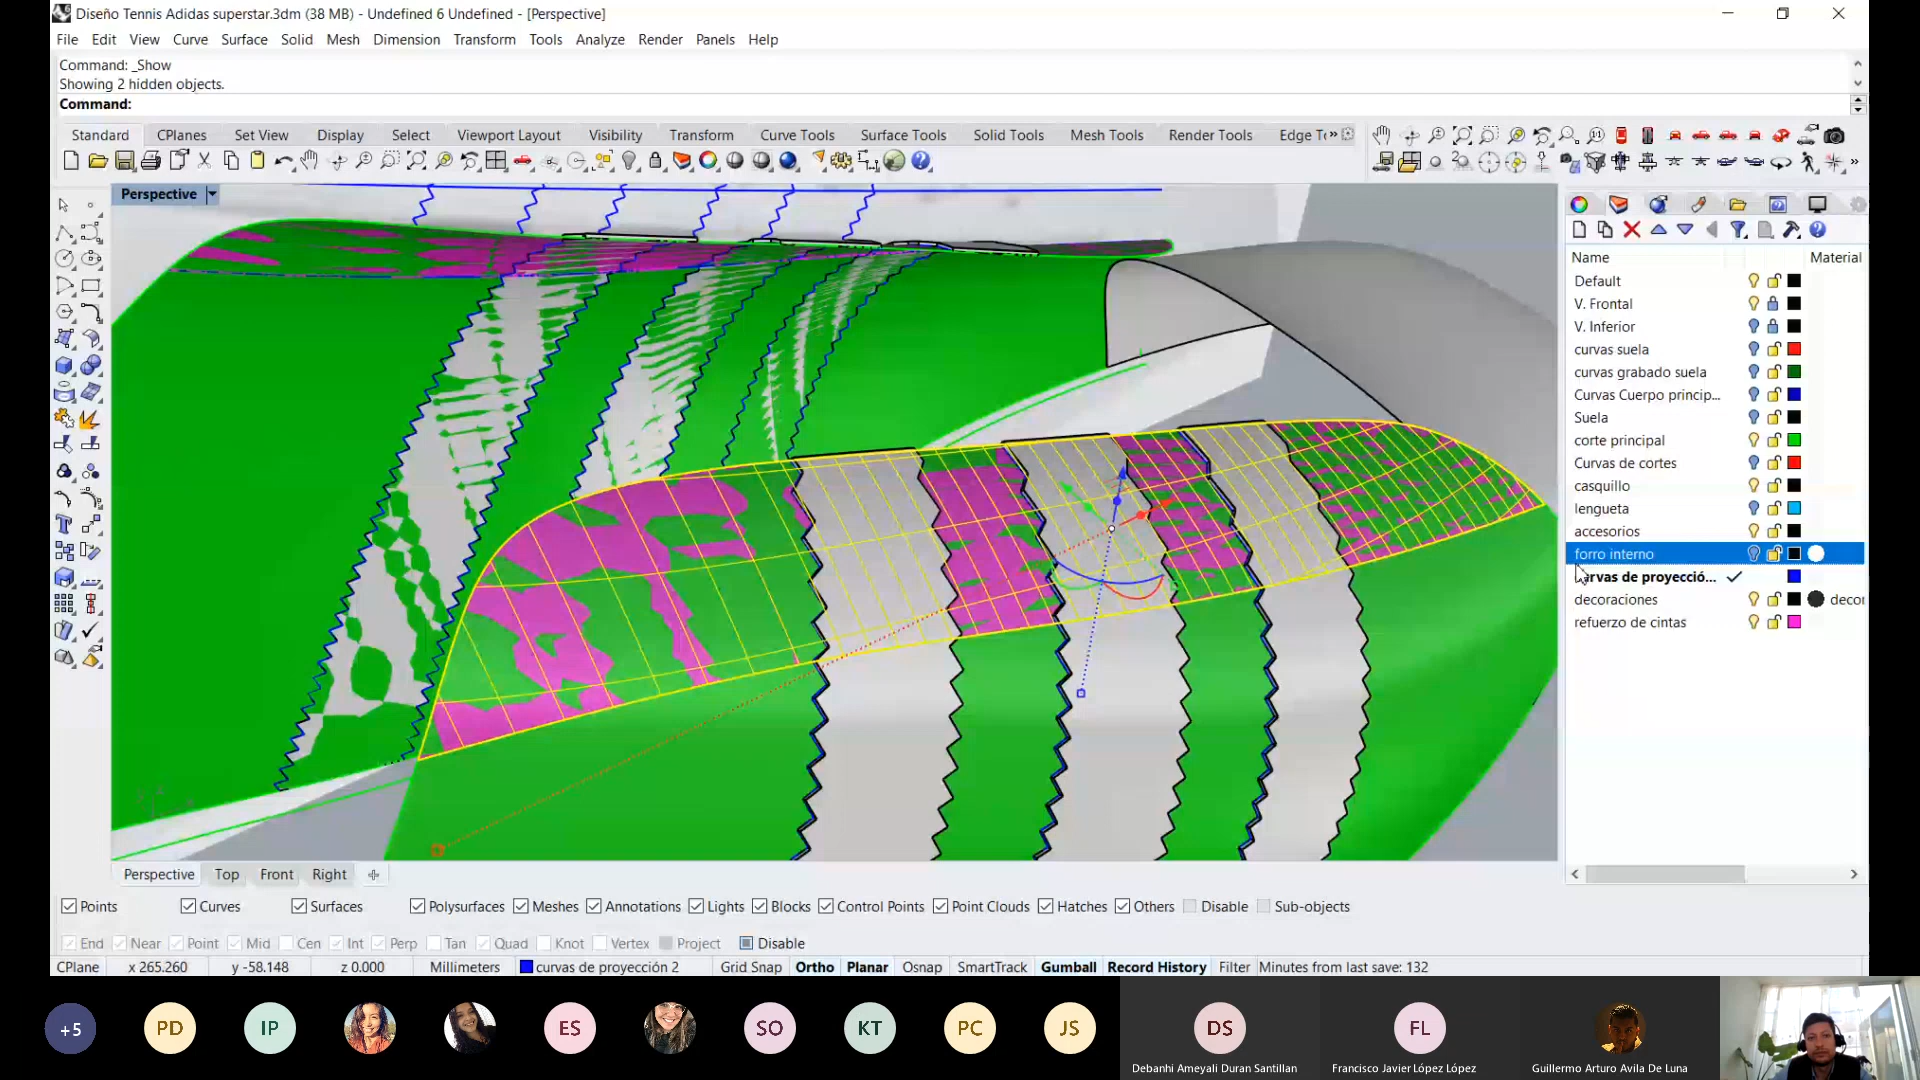 Diseño Tennis Adidas superstar.3dm (38 MB) - Undefined 6 Undefined - [Perspective]
File Edit View Curve Surface Solid Mesh Dimension Transform Tools Analyze Render Panels Help
Command: _Show
Showing 2 hidden objects.
Command:
Standard CPlanes Set View Display Select Viewport Layout Visibility Transform Curve Tools Surface Tools Solid Tools Mesh Tools Render Tools Edge To
Perspective
Name Material
Default
V. Frontal
V. Inferior
curvas suela
curvas grabado suela
Curvas Cuerpo princip...
Suela
corte principal
Curvas de cortes
casquillo
lengueta
accesorios
forro interno
rvas de proyecció...
decoraciones decor
refuerzo de cintas
Perspective Top Front Right
Points Curves Surfaces Polysurfaces Meshes Annotations Lights Blocks Control Points Point Clouds Hatches Others Disable Sub-objects
End Near Point Mid Cen Int Perp Tan Quad Knot Vertex Project Disable
CPlane x 265.260 y -58.148 z 0.000 Millimeters curvas de proyección 2 Grid Snap Ortho Planar Osnap SmartTrack Gumball Record History Filter Minutes from last save: 132
+5 PD IP ES SO KT PC JS DS FL
Debanhi Ameyali Duran Santillan Francisco Javier López López Guillermo Arturo Avila De Luna